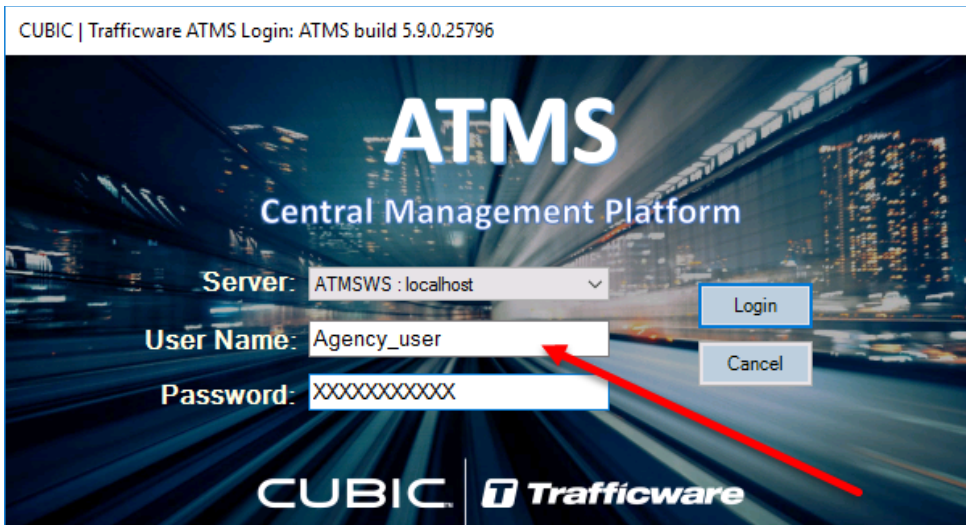 CUBIC | Trafficware ATMS Login: ATMS build 5.9.0.25796
ATMS
Central Management Platform
Server: ATMSWS : localhost
Login
User Name: Agency_user
Cancel
Password: XXXXXXXXXXX
CUBIC™ T Trafficware